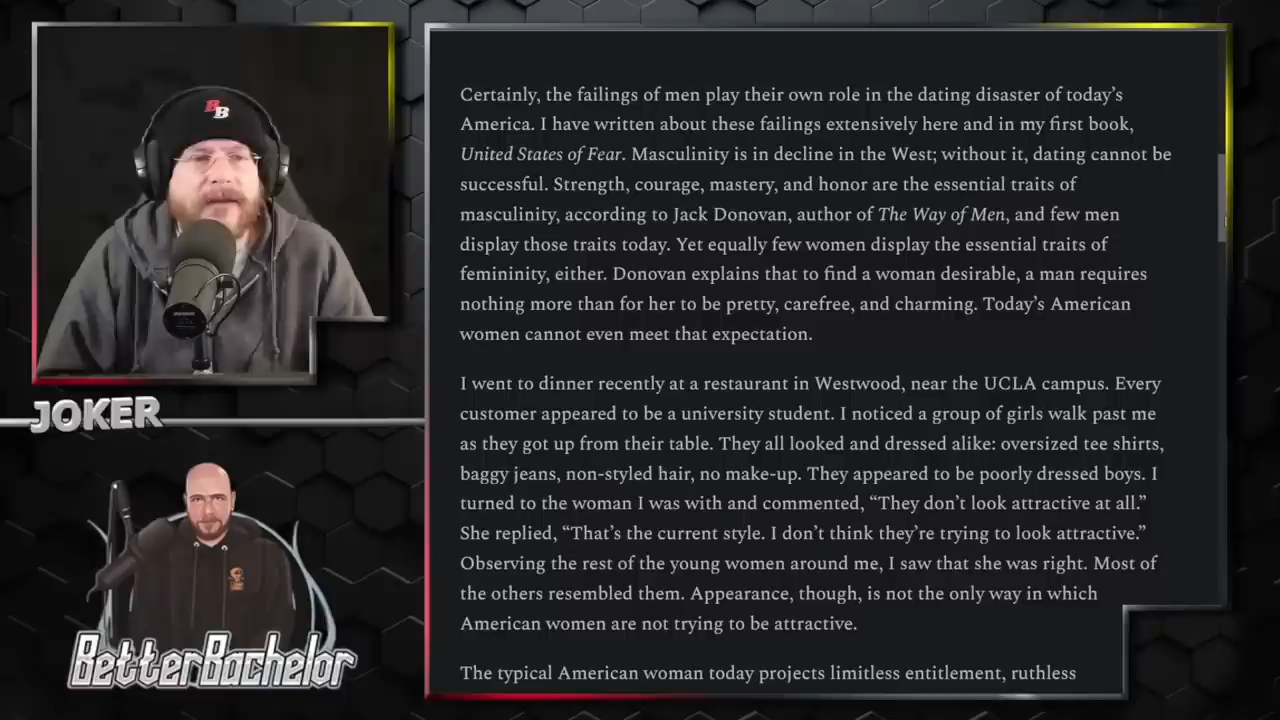 BB
JOKER
BetterBachelor
Certainly, the failings of men play their own role in the dating disaster of today’s
America. I have written about these failings extensively here and in my first book,
United States of Fear. Masculinity is in decline in the West; without it, dating cannot be
successful. Strength, courage, mastery, and honor are the essential traits of
masculinity, according to Jack Donovan, author of The Way of Men, and few men
display those traits today. Yet equally few women display the essential traits of
femininity, either. Donovan explains that to find a woman desirable, a man requires
nothing more than for her to be pretty, carefree, and charming. Today’s American
women cannot even meet that expectation.
I went to dinner recently at a restaurant in Westwood, near the UCLA campus. Every
customer appeared to be a university student. I noticed a group of girls walk past me
as they got up from their table. They all looked and dressed alike: oversized tee shirts,
baggy jeans, non-styled hair, no make-up. They appeared to be poorly dressed boys. I
turned to the woman I was with and commented, “They don’t look attractive at all.”
She replied, “That’s the current style. I don’t think they’re trying to look attractive.”
Observing the rest of the young women around me, I saw that she was right. Most of
the others resembled them. Appearance, though, is not the only way in which
American women are not trying to be attractive.
The typical American woman today projects limitless entitlement, ruthless